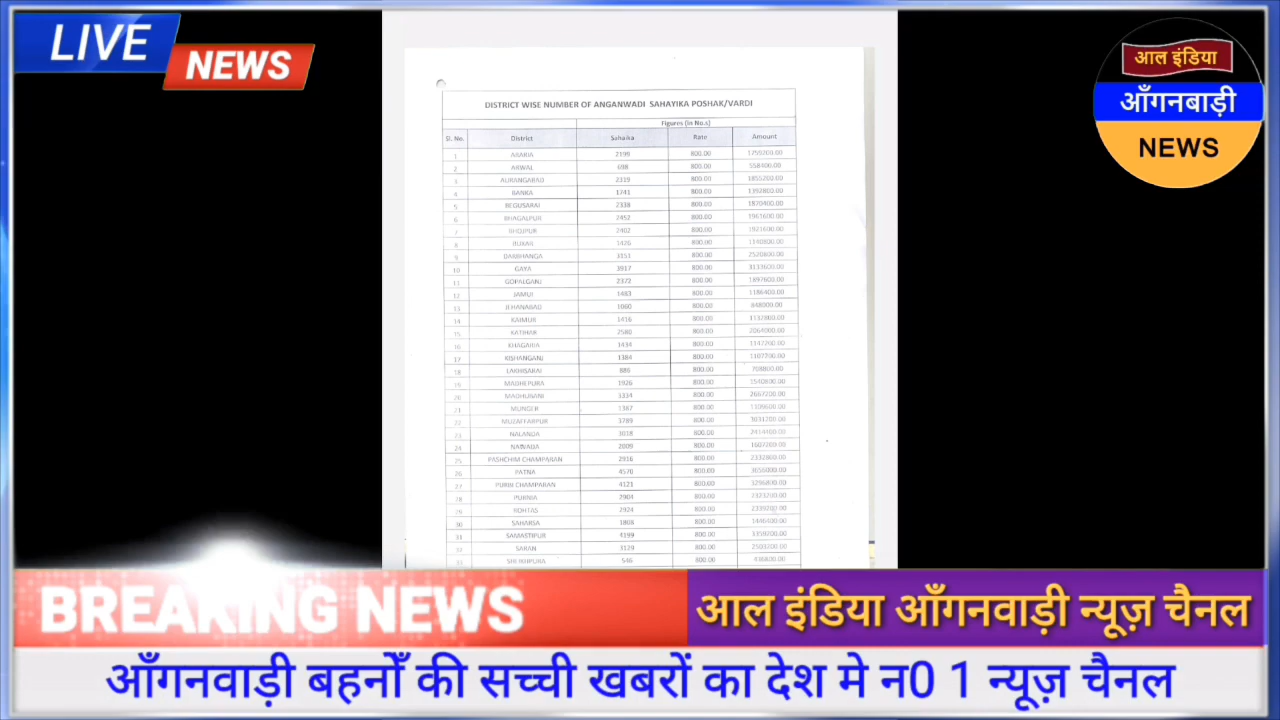 LIVE
NEWS
आल इंडिया
आँगनबाड़ी
NEWS
DISTRICT WISE NUMBER OF ANGANWADI SAHAYIKA POSHAK/VARDI
Figures (In No.s)
Sl. No. District Sahaika Rate Amount
1 ARARIA 2199 800.00 1759200.00
2 ARWAL 698 800.00 558400.00
3 AURANGABAD 2319 800.00 1855200.00
4 BANKA 1741 800.00 1392800.00
5 BEGUSARAI 2338 800.00 1870400.00
6 BHAGALPUR 2452 800.00 1961600.00
7 BHOJPUR 2402 800.00 1921600.00
8 BUXAR 1426 800.00 1140800.00
9 DARBHANGA 3151 800.00 2520800.00
10 GAYA 3917 800.00 3133600.00
11 GOPALGANJ 2372 800.00 1897600.00
12 JAMUI 1483 800.00 1186400.00
13 JEHANABAD 1060 800.00 848000.00
14 KAIMUR 1416 800.00 1132800.00
15 KATIHAR 2580 800.00 2064000.00
16 KHAGARIA 1434 800.00 1147200.00
17 KISHANGANJ 1384 800.00 1107200.00
18 LAKHISARAI 886 800.00 708800.00
19 MADHEPURA 1926 800.00 1540800.00
20 MADHUBANI 3334 800.00 2667200.00
21 MUNGER 1387 800.00 1109600.00
22 MUZAFFARPUR 3789 800.00 3031200.00
23 NALANDA 3018 800.00 2414400.00
24 NAWADA 2009 800.00 1607200.00
25 PASHCHIM CHAMPARAN 2916 800.00 2332800.00
26 PATNA 4570 800.00 3656000.00
27 PURBI CHAMPARAN 4121 800.00 3296800.00
28 PURNIA 2904 800.00 2323200.00
29 ROHTAS 2924 800.00 2339200.00
30 SAHARSA 1808 800.00 1446400.00
31 SAMASTIPUR 4199 800.00 3359200.00
32 SARAN 3129 800.00 2503200.00
33 SHEIKHPURA 546 800.00 436800.00
BREAKING NEWS
आल इंडिया आँगनवाड़ी न्यूज़ चैनल
आँगनवाड़ी बहनोँ की सच्ची खबरों का देश मे न0 1 न्यूज़ चैनल